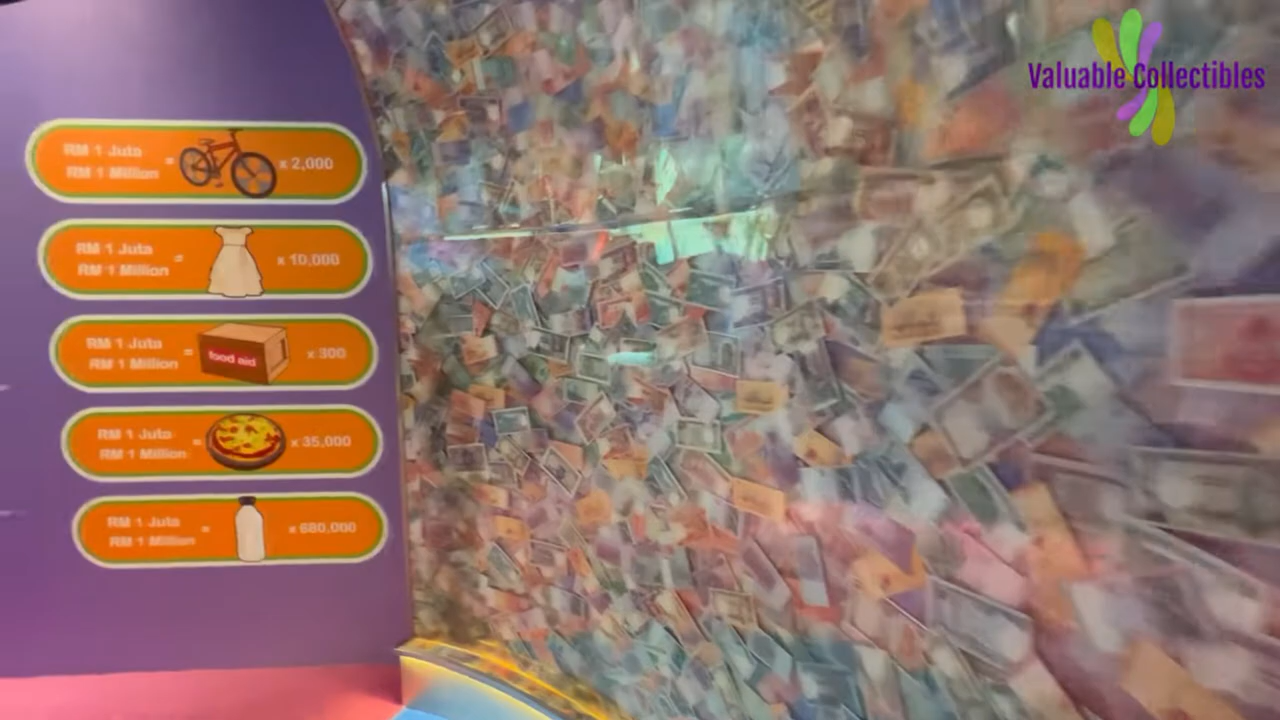 Valuable Collectibles
RM 1 Juta
RM 1 Million
=
x 2,000
RM 1 Juta
RM 1 Million
=
x 10,000
RM 1 Juta
RM 1 Million
=
food aid
x 300
RM 1 Juta
RM 1 Million
=
x 35,000
RM 1 Juta
RM 1 Million
=
x 680,000